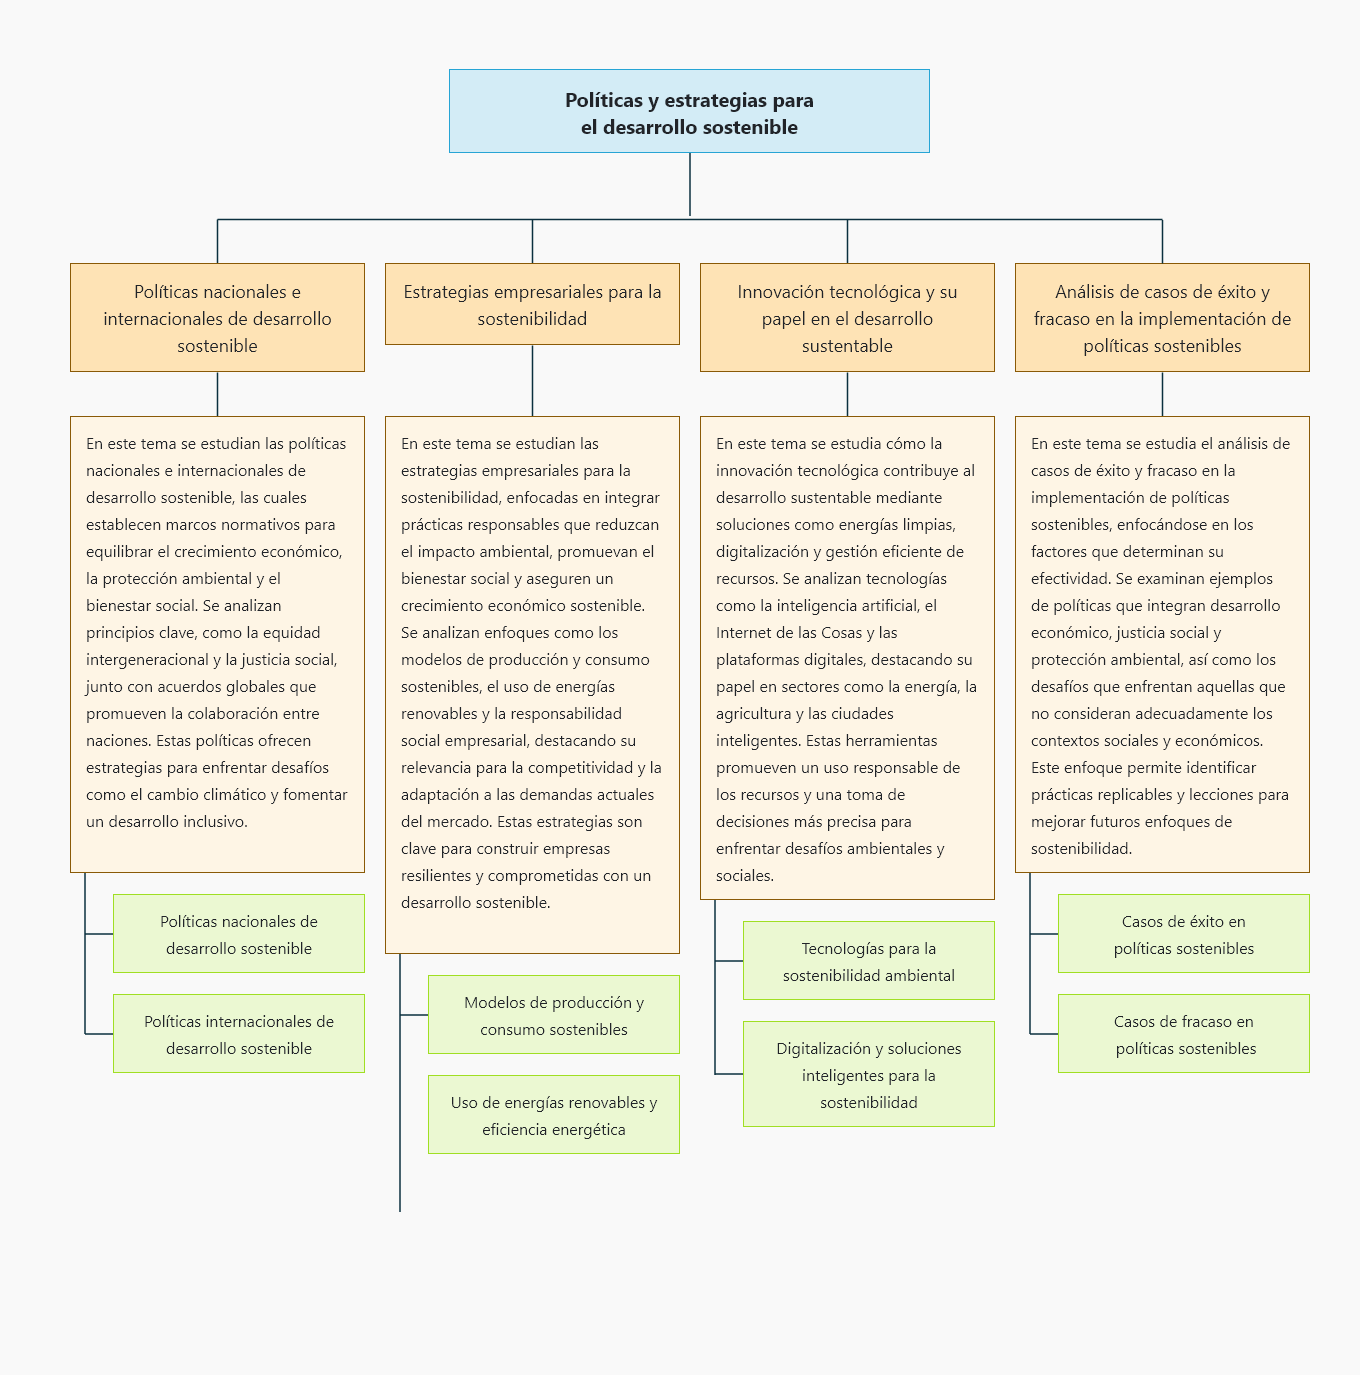 Políticas y estrategias para
el desarrollo sostenible
Políticas nacionales e
internacionales de desarrollo
sostenible
En este tema se estudian las políticas
nacionales e internacionales de
desarrollo sostenible, las cuales
establecen marcos normativos para
equilibrar el crecimiento económico,
la protección ambiental y el
bienestar social. Se analizan
principios clave, como la equidad
intergeneracional y la justicia social,
junto con acuerdos globales que
promueven la colaboración entre
naciones. Estas políticas ofrecen
estrategias para enfrentar desafíos
como el cambio climático y fomentar
un desarrollo inclusivo.
Políticas nacionales de
desarrollo sostenible
Políticas internacionales de
desarrollo sostenible
Estrategias empresariales para la
sostenibilidad
En este tema se estudian las
estrategias empresariales para la
sostenibilidad, enfocadas en integrar
prácticas responsables que reduzcan
el impacto ambiental, promuevan el
bienestar social y aseguren un
crecimiento económico sostenible.
Se analizan enfoques como los
modelos de producción y consumo
sostenibles, el uso de energías
renovables y la responsabilidad
social empresarial, destacando su
relevancia para la competitividad y la
adaptación a las demandas actuales
del mercado. Estas estrategias son
clave para construir empresas
resilientes y comprometidas con un
desarrollo sostenible.
Modelos de producción y
consumo sostenibles
Uso de energías renovables y
eficiencia energética
Innovación tecnológica y su
papel en el desarrollo
sustentable
En este tema se estudia cómo la
innovación tecnológica contribuye al
desarrollo sustentable mediante
soluciones como energías limpias,
digitalización y gestión eficiente de
recursos. Se analizan tecnologías
como la inteligencia artificial, el
Internet de las Cosas y las
plataformas digitales, destacando su
papel en sectores como la energía, la
agricultura y las ciudades
inteligentes. Estas herramientas
promueven un uso responsable de
los recursos y una toma de
decisiones más precisa para
enfrentar desafíos ambientales y
sociales.
Tecnologías para la
sostenibilidad ambiental
Digitalización y soluciones
inteligentes para la
sostenibilidad
Análisis de casos de éxito y
fracaso en la implementación de
políticas sostenibles
En este tema se estudia el análisis de
casos de éxito y fracaso en la
implementación de políticas
sostenibles, enfocándose en los
factores que determinan su
efectividad. Se examinan ejemplos
de políticas que integran desarrollo
económico, justicia social y
protección ambiental, así como los
desafíos que enfrentan aquellas que
no consideran adecuadamente los
contextos sociales y económicos.
Este enfoque permite identificar
prácticas replicables y lecciones para
mejorar futuros enfoques de
sostenibilidad.
Casos de éxito en
políticas sostenibles
Casos de fracaso en
políticas sostenibles